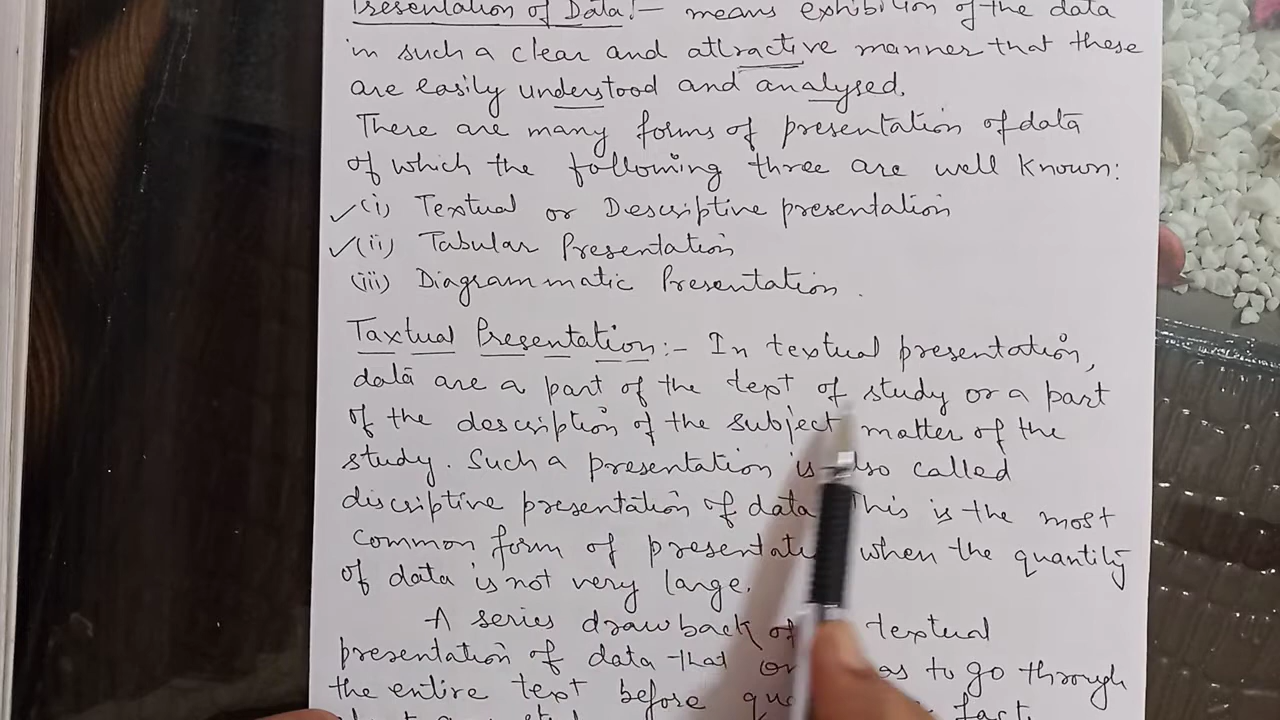 Presentation of Data:- means exhibition of the data
in such a clear and attractive manner that these
are easily understood and analysed.
There are many forms of presentation of data
of which the following three are well known:
(i) Textual or Descriptive presentation
(ii) Tabular Presentation
(iii) Diagrammatic Presentation.
Taxtual Presentation:- In textual presentation,
data are a part of the text of study or a part
of the description of the subject matter of the
study. Such a presentation is also called
discriptive presentation of data This is the most
common form of presentati when the quantity
of data is not very large.
A series drawback of textual
presentation of data that to go through
the entire text before fact